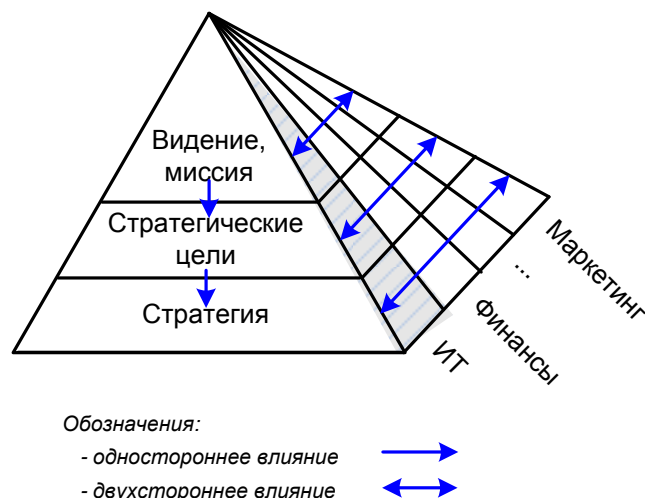 Видение,
миссия
Стратегические
цели
Стратегия
Маркетинг
...
Финансы
ИТ
Обозначения:
- одностороннее влияние
- двухстороннее влияние